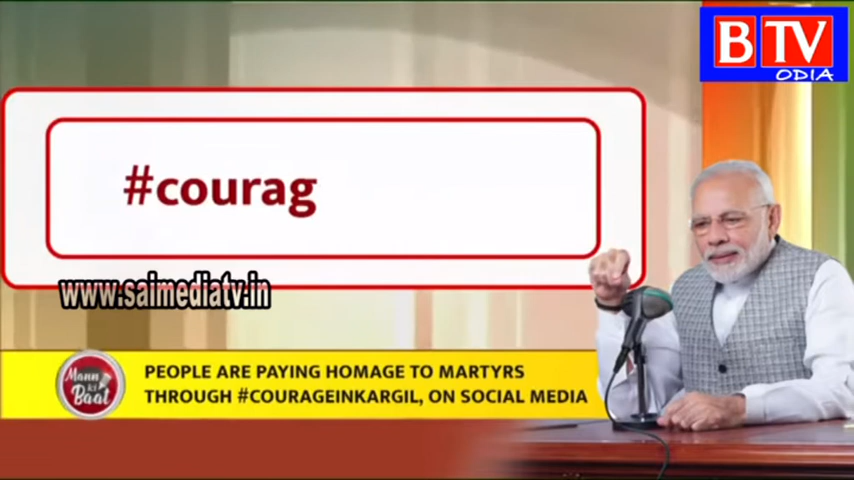 BTV
ODIA
#courag
www.saimediatv.in
Mann
ki
Baat
PEOPLE ARE PAYING HOMAGE TO MARTYRS
THROUGH #COURAGEINKARGIL, ON SOCIAL MEDIA